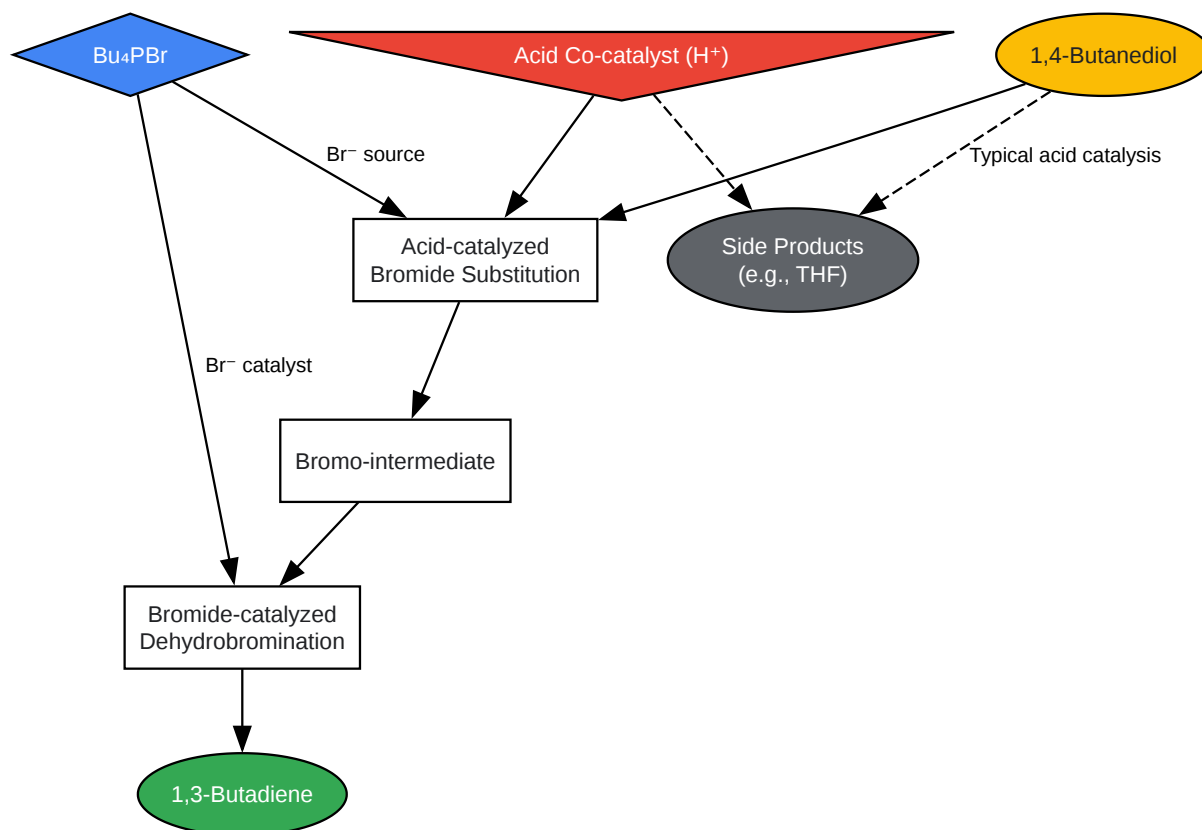 Bu₄PBr
Acid Co-catalyst (H⁺)
1,4-Butanediol
Br⁻ source
Typical acid catalysis
Acid-catalyzed
Bromide Substitution
Side Products
(e.g., THF)
Br⁻ catalyst
Bromo-intermediate
Bromide-catalyzed
Dehydrobromination
1,3-Butadiene